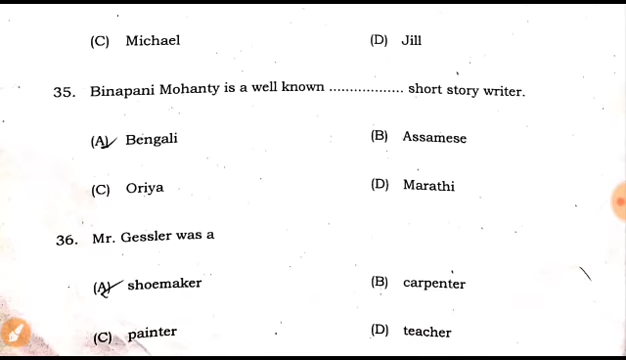 (C) Michael (D) Jill
35. Binapani Mohanty is a well known .................. short story writer.
(A) Bengali (B) Assamese
(C) Oriya (D) Marathi
36. Mr. Gessler was a
(A) shoemaker (B) carpenter
(C) painter (D) teacher